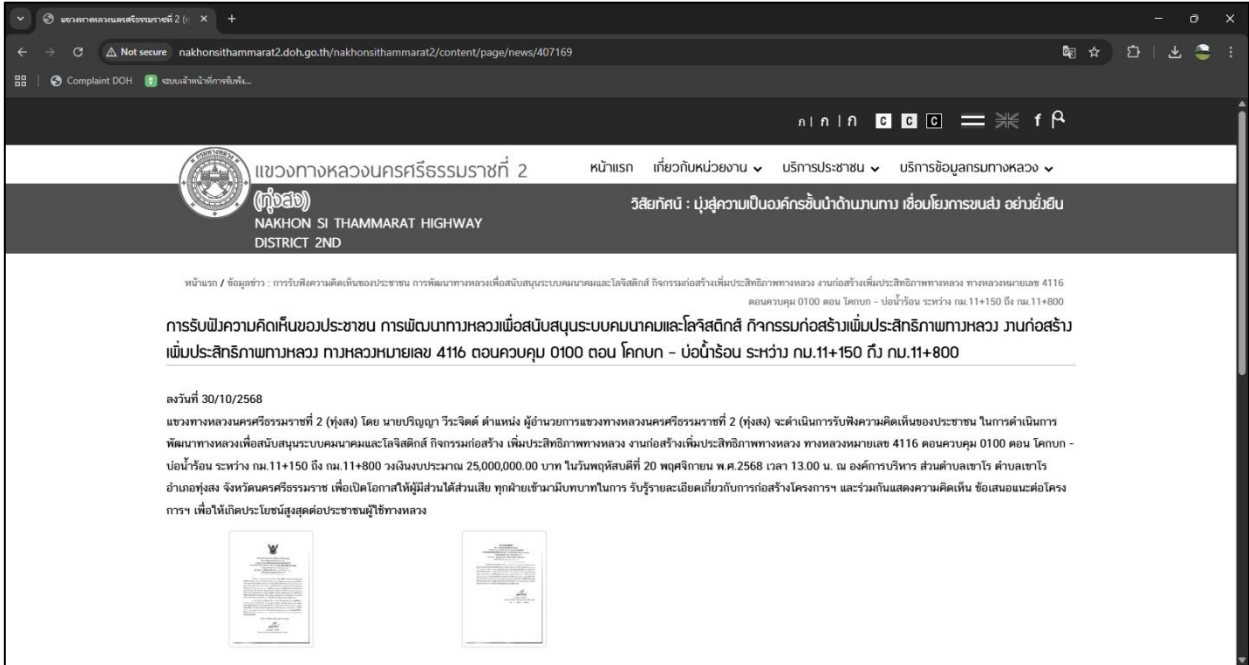 แขวงทางหลวงนครศรีธรรมราชที่ 2 (ท
Not secure nakhonsithammarat2.doh.go.th/nakhonsithammarat2/content/page/news/407169
Complaint DOH ระบบเจ้าหน้าที่การรับฟัง...
ก | ก | ก C C C f
แขวงทางหลวงนครศรีธรรมราชที่ 2
(ทุ่งสง)
NAKHON SI THAMMARAT HIGHWAY
DISTRICT 2ND
หน้าแรก เกี่ยวกับหน่วยงาน บริการประชาชน บริการข้อมูลกรมทางหลวง
วิสัยทัศน์ : มุ่งสู่ความเป็นองค์กรชั้นนำด้านงานทาง เชื่อมโยงการขนส่ง อย่างยั่งยืน
หน้าแรก / ข้อมูลข่าว : การรับฟังความคิดเห็นของประชาชน การพัฒนาทางหลวงเพื่อสนับสนุนระบบคมนาคมและโลจิสติกส์ กิจกรรมก่อสร้างเพิ่มประสิทธิภาพทางหลวง งานก่อสร้างเพิ่มประสิทธิภาพทางหลวง ทางหลวงหมายเลข 4116
ตอนควบคุม 0100 ตอน โคกบก - บ่อน้ำร้อน ระหว่าง กม.11+150 ถึง กม.11+800
การรับฟังความคิดเห็นของประชาชน การพัฒนาทางหลวงเพื่อสนับสนุนระบบคมนาคมและโลจิสติกส์ กิจกรรมก่อสร้างเพิ่มประสิทธิภาพทางหลวง งานก่อสร้าง
เพิ่มประสิทธิภาพทางหลวง ทางหลวงหมายเลข 4116 ตอนควบคุม 0100 ตอน โคกบก - บ่อน้ำร้อน ระหว่าง กม.11+150 ถึง กม.11+800
ลงวันที่ 30/10/2568
แขวงทางหลวงนครศรีธรรมราชที่ 2 (ทุ่งสง) โดย นายปริญญา วีระจิตต์ ตำแหน่ง ผู้อำนวยการแขวงทางหลวงนครศรีธรรมราชที่ 2 (ทุ่งสง) จะดำเนินการรับฟังความคิดเห็นของประชาชน ในการดำเนินการ
พัฒนาทางหลวงเพื่อสนับสนุนระบบคมนาคมและโลจิสติกส์ กิจกรรมก่อสร้าง เพิ่มประสิทธิภาพทางหลวง งานก่อสร้างเพิ่มประสิทธิภาพทางหลวง ทางหลวงหมายเลข 4116 ตอนควบคุม 0100 ตอน โคกบก -
บ่อน้ำร้อน ระหว่าง กม.11+150 ถึง กม.11+800 วงเงินงบประมาณ 25,000,000.00 บาท ในวันพฤหัสบดีที่ 20 พฤศจิกายน พ.ศ.2568 เวลา 13.00 น. ณ องค์การบริหาร ส่วนตำบลเขาโร ตำบลเขาโร
อำเภอทุ่งสง จังหวัดนครศรีธรรมราช เพื่อเปิดโอกาสให้ผู้มีส่วนได้ส่วนเสีย ทุกฝ่ายเข้ามามีบทบาทในการ รับรู้รายละเอียดเกี่ยวกับการก่อสร้างโครงการฯ และร่วมกันแสดงความคิดเห็น ข้อเสนอแนะต่อโครง
การฯ เพื่อให้เกิดประโยชน์สูงสุดต่อประชาชนผู้ใช้ทางหลวง